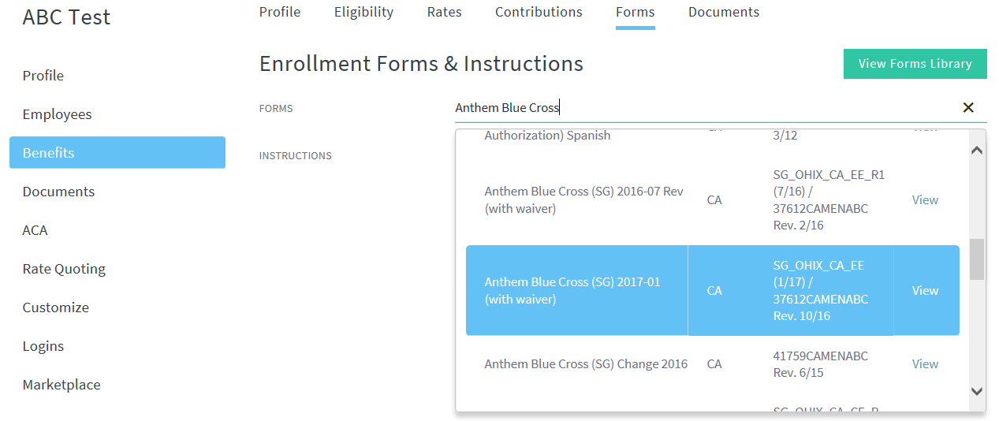 ABC Test
Profile
Eligibility
Rates
Contributions
Forms
Documents
Profile
Employees
Benefits
Documents
ACA
Rate Quoting
Customize
Logins
Marketplace
Enrollment Forms & Instructions
View Forms Library
FORMS
Anthem Blue Cross
INSTRUCTIONS
Authorization) Spanish
3/12
Anthem Blue Cross (SG) 2016-07 Rev
(with waiver)
CA
SG_OHIX_CA_EE_R1
(7/16) /
37612CAMENABC
Rev. 2/16
View
Anthem Blue Cross (SG) 2017-01
(with waiver)
CA
SG_OHIX_CA_EE
(1/17) /
37612CAMENABC
Rev. 10/16
View
Anthem Blue Cross (SG) Change 2016
CA
41759CAMENABC
Rev. 6/15
View